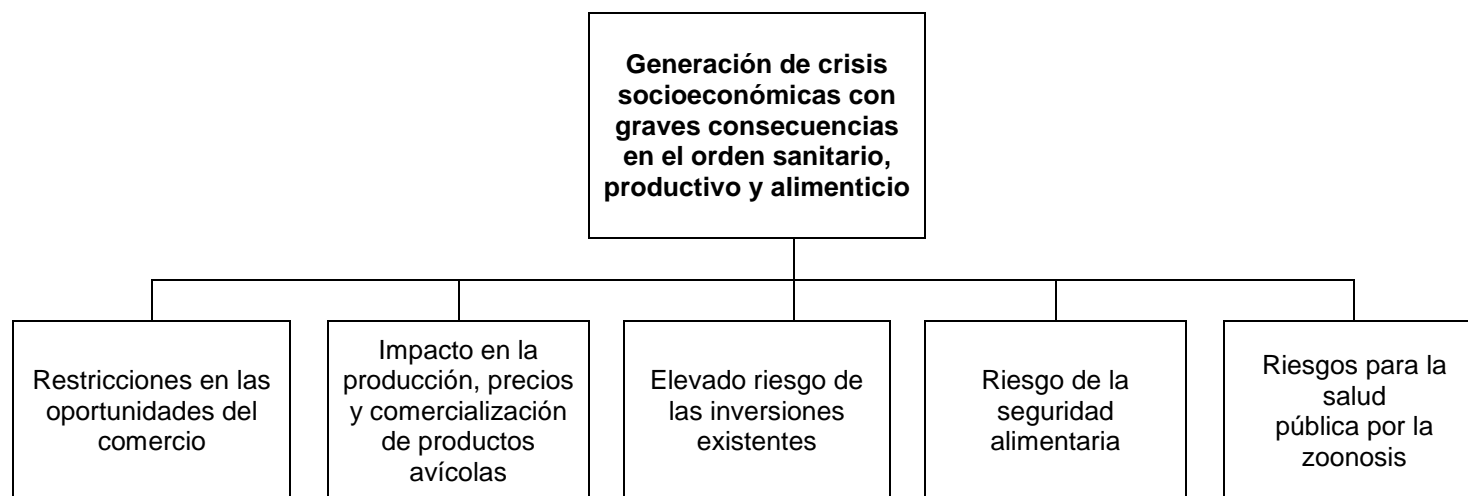 Generación de crisis
socioeconómicas con
graves consecuencias
en el orden sanitario,
productivo y alimenticio
Restricciones en las
oportunidades del
comercio
Impacto en la
producción, precios
y comercialización
de productos
avícolas
Elevado riesgo de
las inversiones
existentes
Riesgo de la
seguridad
alimentaria
Riesgos para la
salud
pública por la
zoonosis